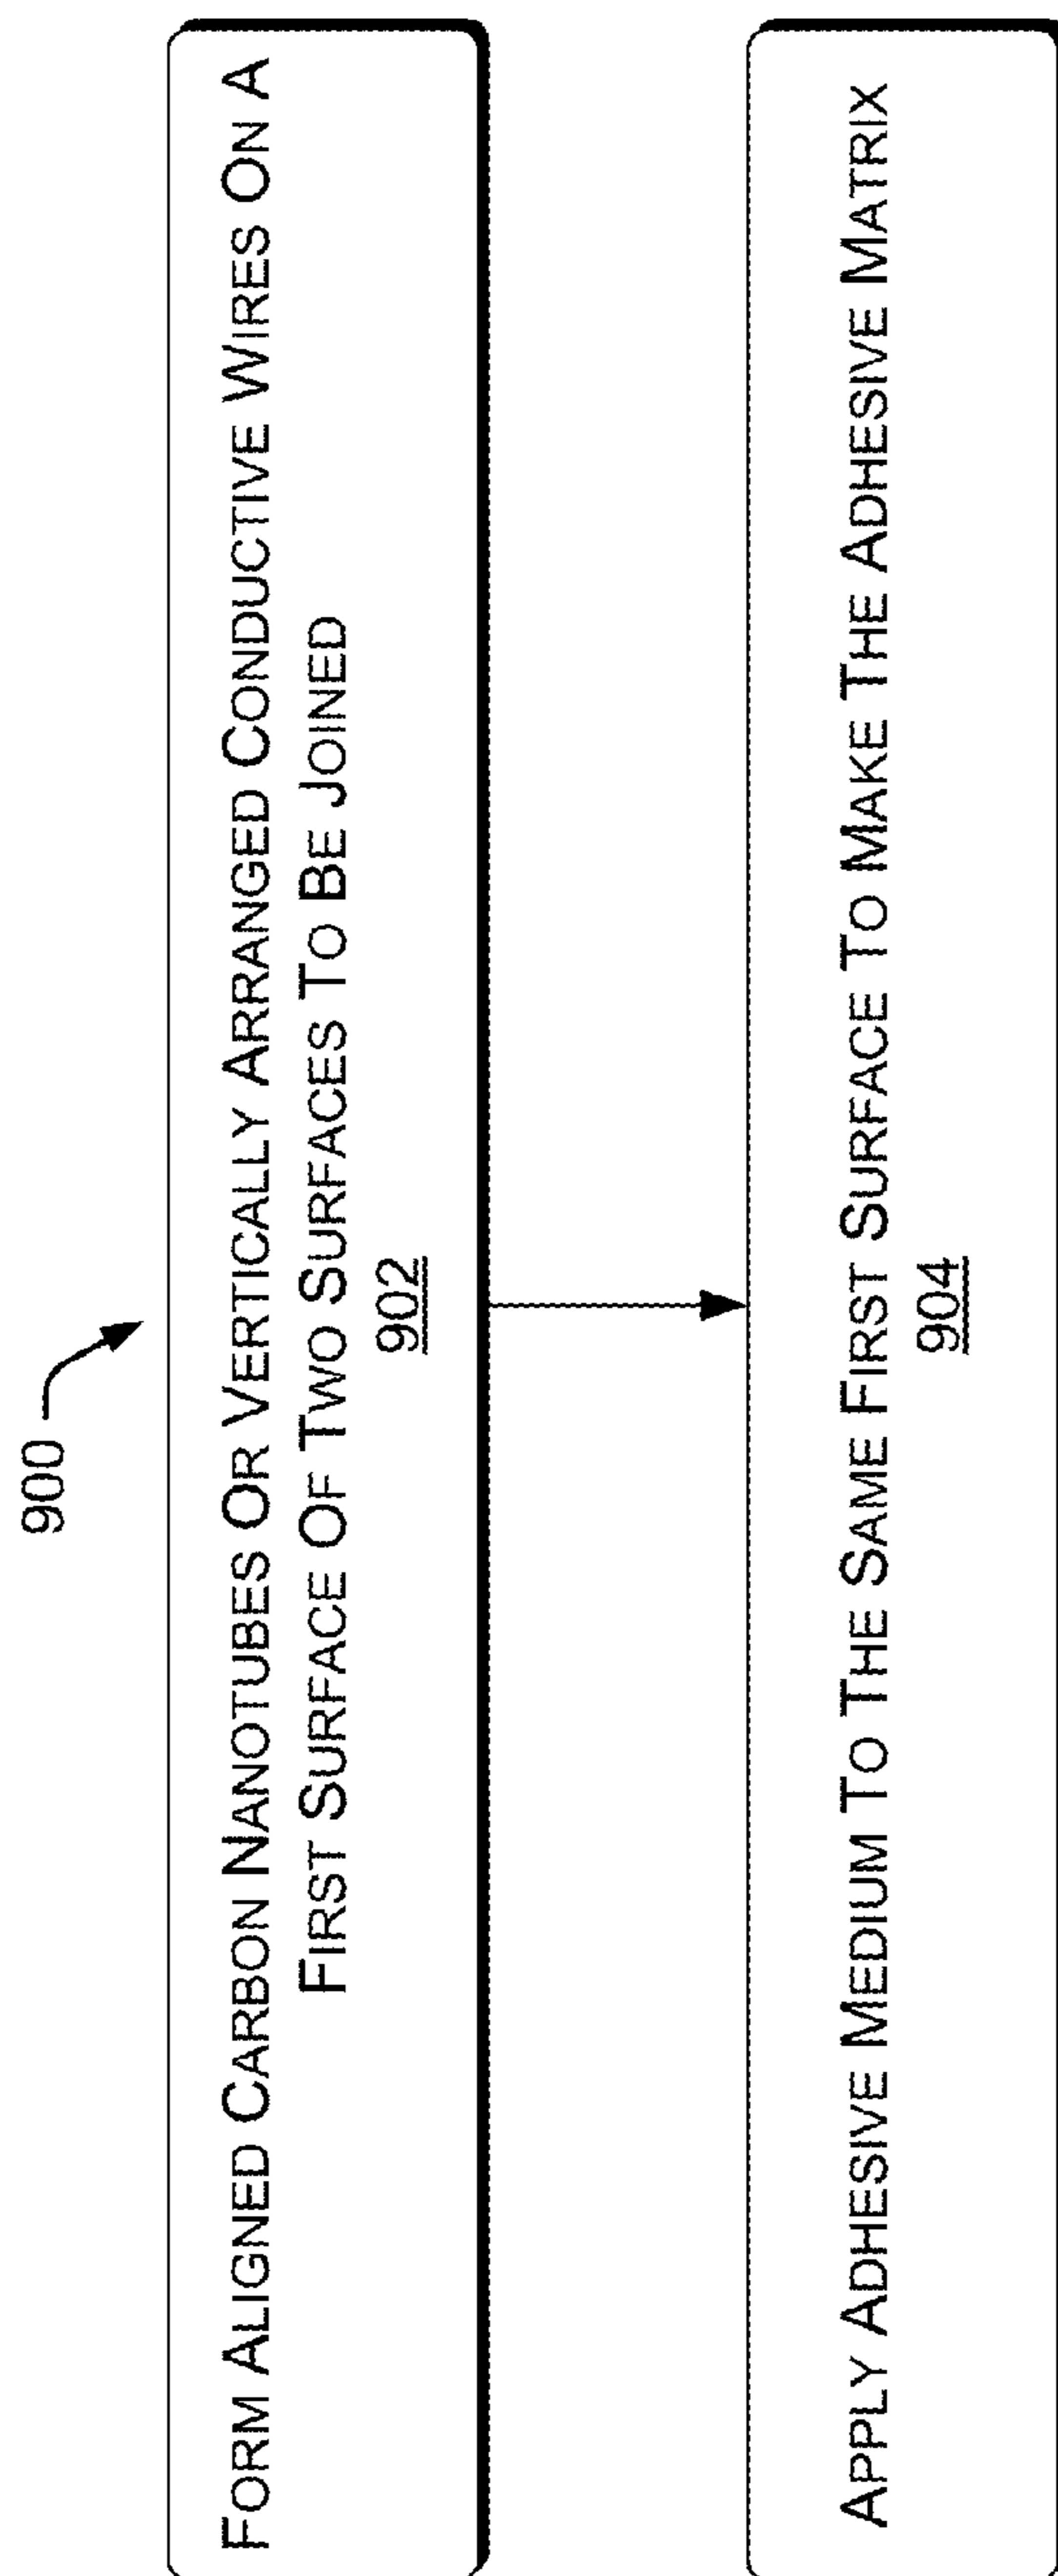 900
FORM ALIGNED CARBON NANOTUBES OR VERTICALLY ARRANGED CONDUCTIVE WIRES ON A
FIRST SURFACE OF TWO SURFACES TO BE JOINED
902
APPLY ADHESIVE MEDIUM TO THE SAME FIRST SURFACE TO MAKE THE ADHESIVE MATRIX
904